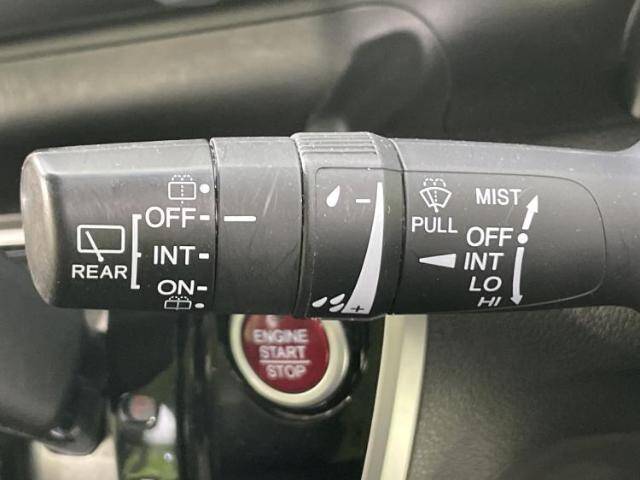 REAR
OFF
INT
ON
-
+
PULL
MIST
OFF
INT
LO
HI
ENGINE
START
STOP